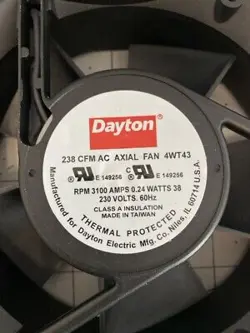 Dayton
238 CFM AC AXIAL FAN 4WT43
E 149256 E 149256
RPM 3100 AMPS 0.24 WATTS 38
230 VOLTS. 60Hz
CLASS A INSULATION
MADE IN TAIWAN
THERMAL PROTECTED
Manufactured for Dayton Electric Mfg. Co. Niles, IL 60714 U.S.A.